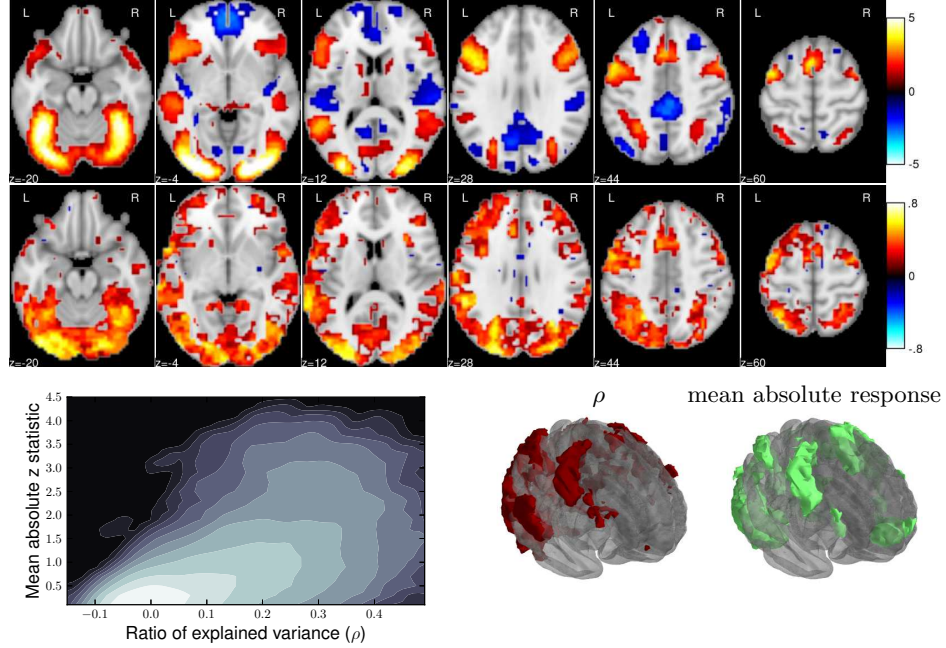 L R L R L R L R L R L R 5
0
z=-20 z=-4 z=12 z=28 z=44 z=60 -5
L R L R L R L R L R L R .8
0
z=-20 z=-4 z=12 z=28 z=44 z=60 -.8
ρ mean absolute response
4.5
4.0
3.5
3.0
2.5
2.0
1.5
1.0
0.5
Mean absolute z statistic
−0.1 0.0 0.1 0.2 0.3 0.4
Ratio of explained variance (ρ)